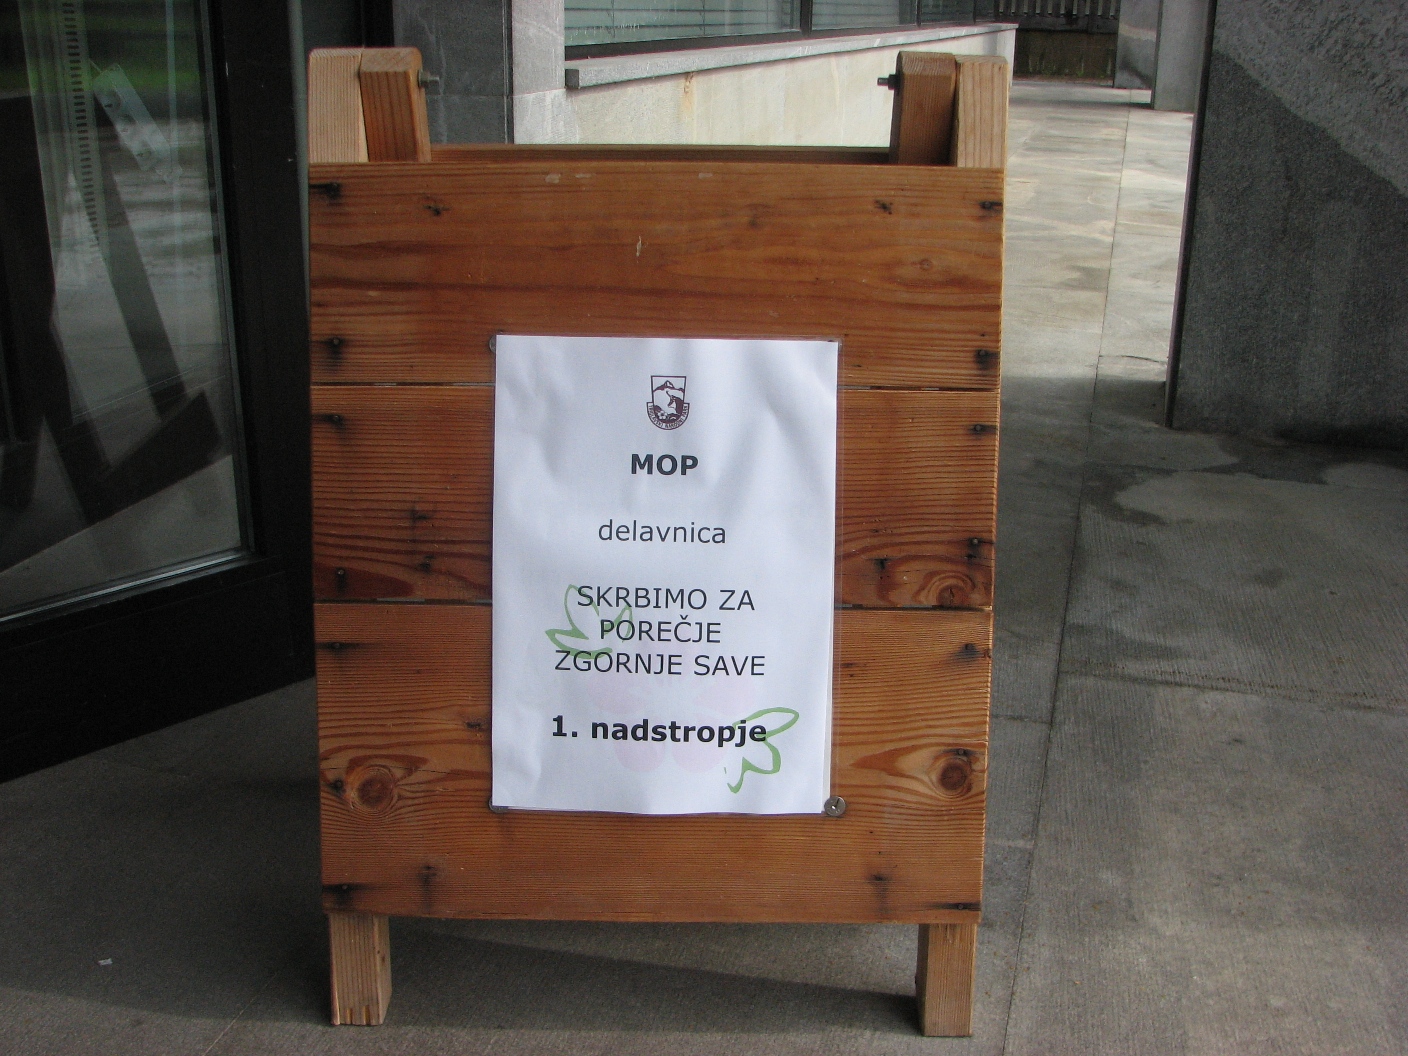 MOP
delavnica
SKRBIMO ZA
POREČJE
ZGORNJE SAVE
1. nadstropje